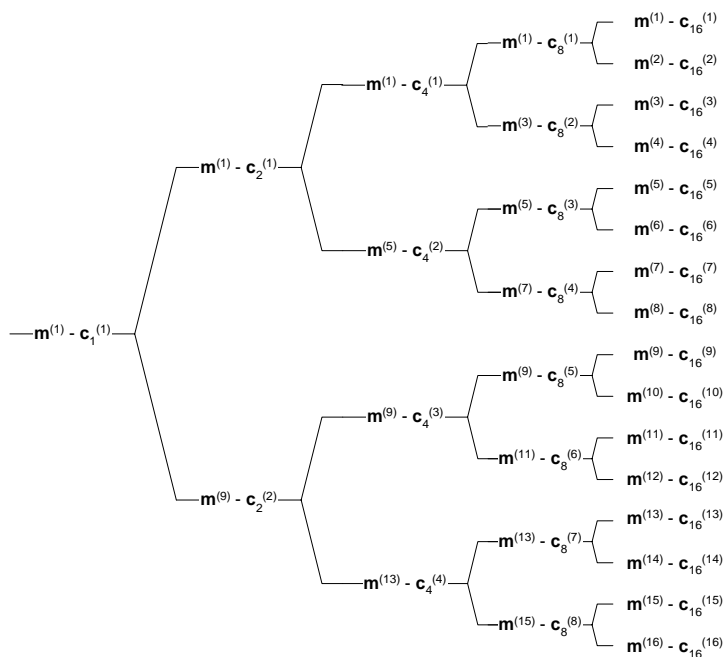 m⁽¹⁾ - c₁₆⁽¹⁾
m⁽¹⁾ - c₈⁽¹⁾
m⁽²⁾ - c₁₆⁽²⁾
m⁽¹⁾ - c₄⁽¹⁾
m⁽³⁾ - c₁₆⁽³⁾
m⁽³⁾ - c₈⁽²⁾
m⁽⁴⁾ - c₁₆⁽⁴⁾
m⁽¹⁾ - c₂⁽¹⁾
m⁽⁵⁾ - c₁₆⁽⁵⁾
m⁽⁵⁾ - c₈⁽³⁾
m⁽⁶⁾ - c₁₆⁽⁶⁾
m⁽⁵⁾ - c₄⁽²⁾
m⁽⁷⁾ - c₁₆⁽⁷⁾
m⁽⁷⁾ - c₈⁽⁴⁾
m⁽⁸⁾ - c₁₆⁽⁸⁾
m⁽¹⁾ - c₁⁽¹⁾
m⁽⁹⁾ - c₁₆⁽⁹⁾
m⁽⁹⁾ - c₈⁽⁵⁾
m⁽¹⁰⁾ - c₁₆⁽¹⁰⁾
m⁽⁹⁾ - c₄⁽³⁾
m⁽¹¹⁾ - c₁₆⁽¹¹⁾
m⁽¹¹⁾ - c₈⁽⁶⁾
m⁽¹²⁾ - c₁₆⁽¹²⁾
m⁽⁹⁾ - c₂⁽²⁾
m⁽¹³⁾ - c₁₆⁽¹³⁾
m⁽¹³⁾ - c₈⁽⁷⁾
m⁽¹⁴⁾ - c₁₆⁽¹⁴⁾
m⁽¹³⁾ - c₄⁽⁴⁾
m⁽¹⁵⁾ - c₁₆⁽¹⁵⁾
m⁽¹⁵⁾ - c₈⁽⁸⁾
m⁽¹⁶⁾ - c₁₆⁽¹⁶⁾